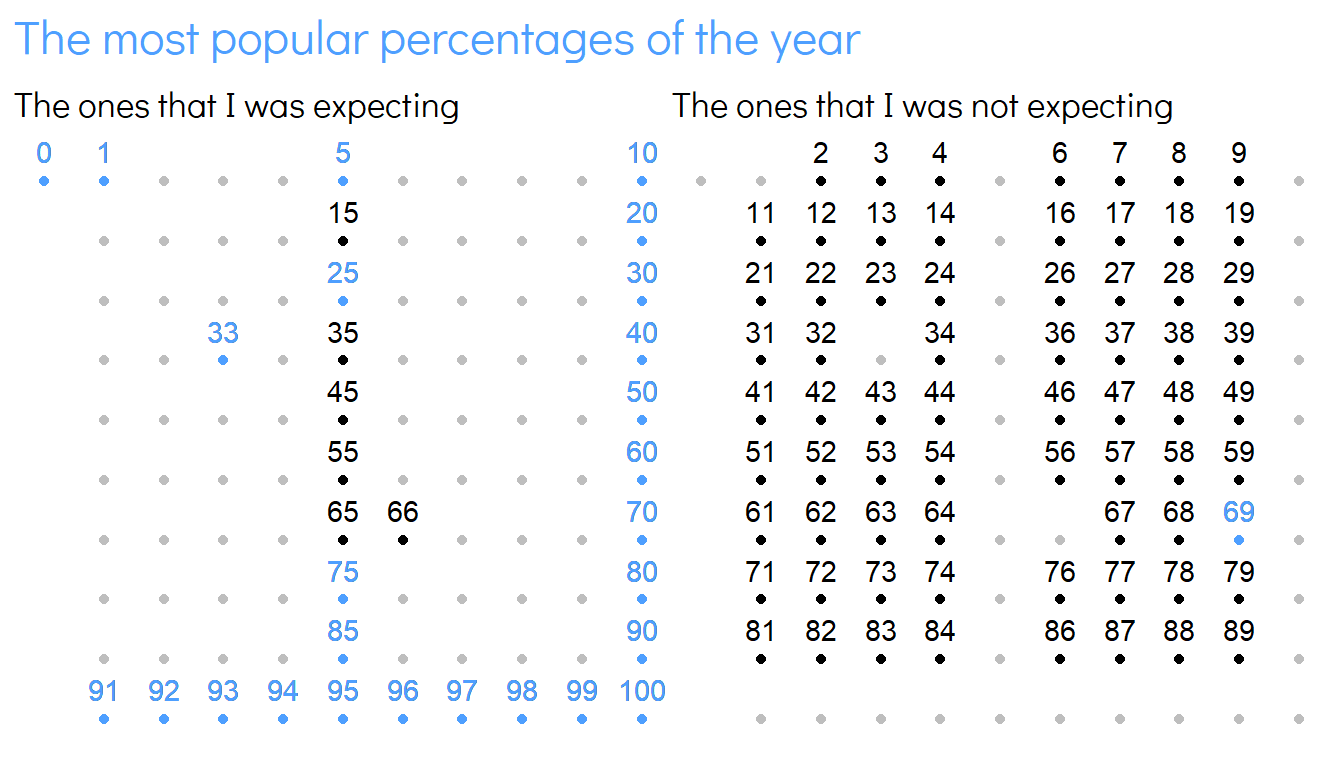 The most popular percentages of the year
The ones that I was expecting
The ones that I was not expecting
0 1 5 10
15 20
25 30
33 35 40
45 50
55 60
65 66 70
75 80
85 90
91 92 93 94 95 96 97 98 99 100
2 3 4 6 7 8 9
11 12 13 14 16 17 18 19
21 22 23 24 26 27 28 29
31 32 34 36 37 38 39
41 42 43 44 46 47 48 49
51 52 53 54 56 57 58 59
61 62 63 64 67 68 69
71 72 73 74 76 77 78 79
81 82 83 84 86 87 88 89